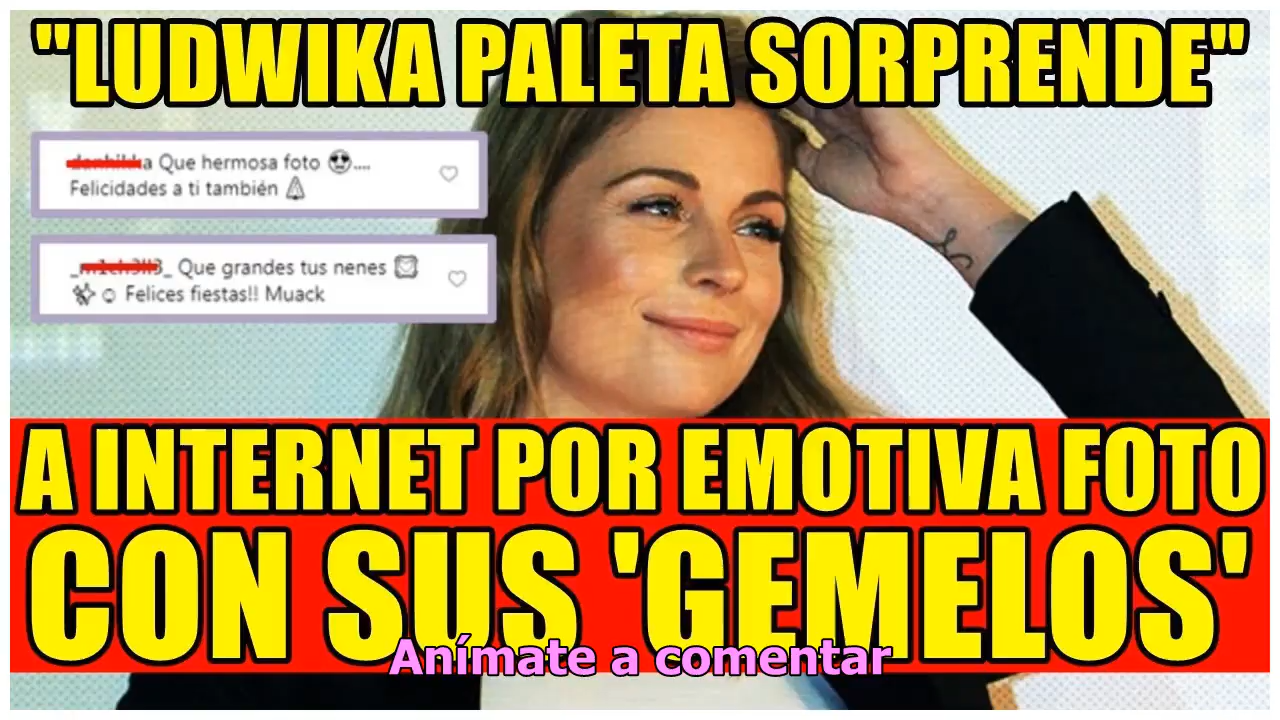 "LUDWIKA PALETA SORPRENDE"
Que hermosa foto 😍....
Felicidades a ti también
Que grandes tus nenes
Felices fiestas!! Muack
A INTERNET POR EMOTIVA FOTO
CON SUS 'GEMELOS'
Anímate a comentar